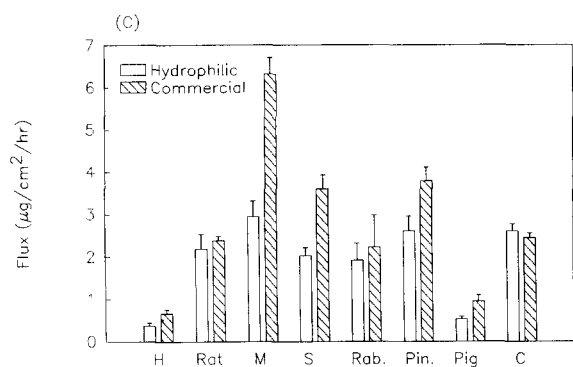 (C)
7
6
5
4
3
2
1
0
Flux (μg/cm²/hr)
Hydrophilic
Commercial
H Rat M S Rab. Pin. Pig C